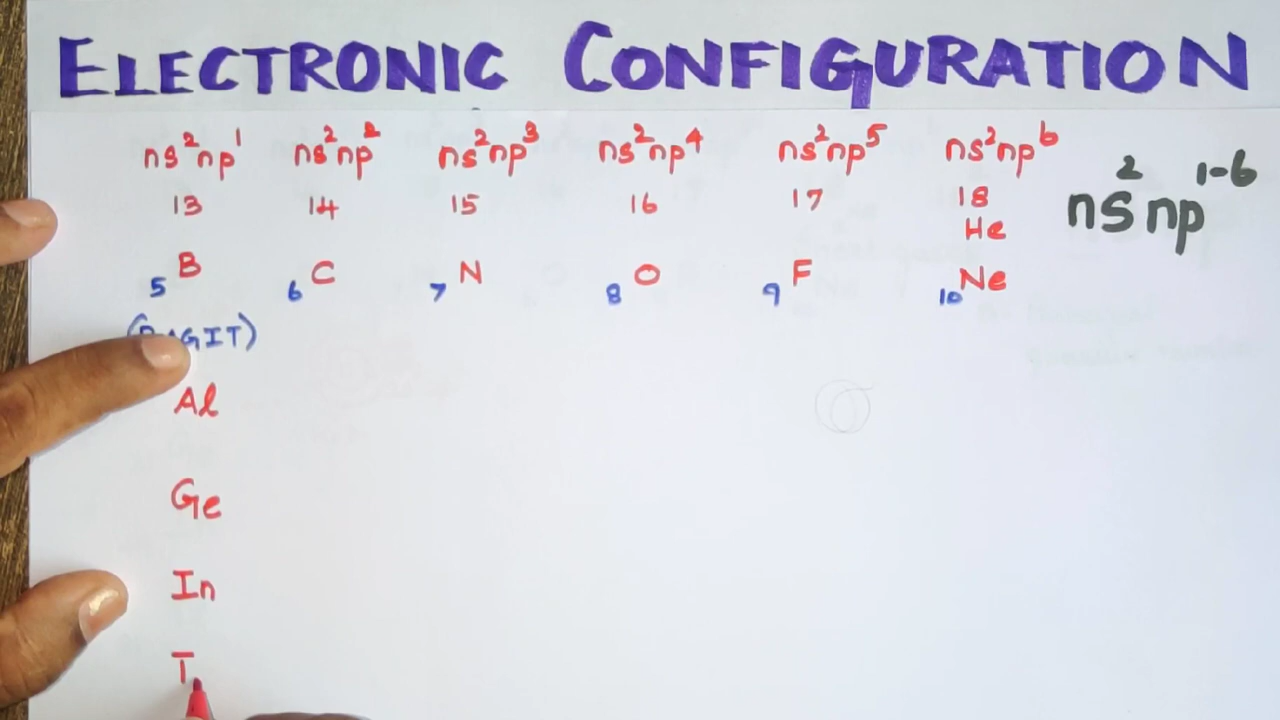 ELECTRONIC CONFIGURATION
ns²np¹ ns²np² ns²np³ ns²np⁴ ns²np⁵ ns²np⁶
ns²np¹⁻⁶
13 14 15 16 17 18
He
₅B ₆C ₇N ₈O ₉F ₁₀Ne
Al
Ge
In
T